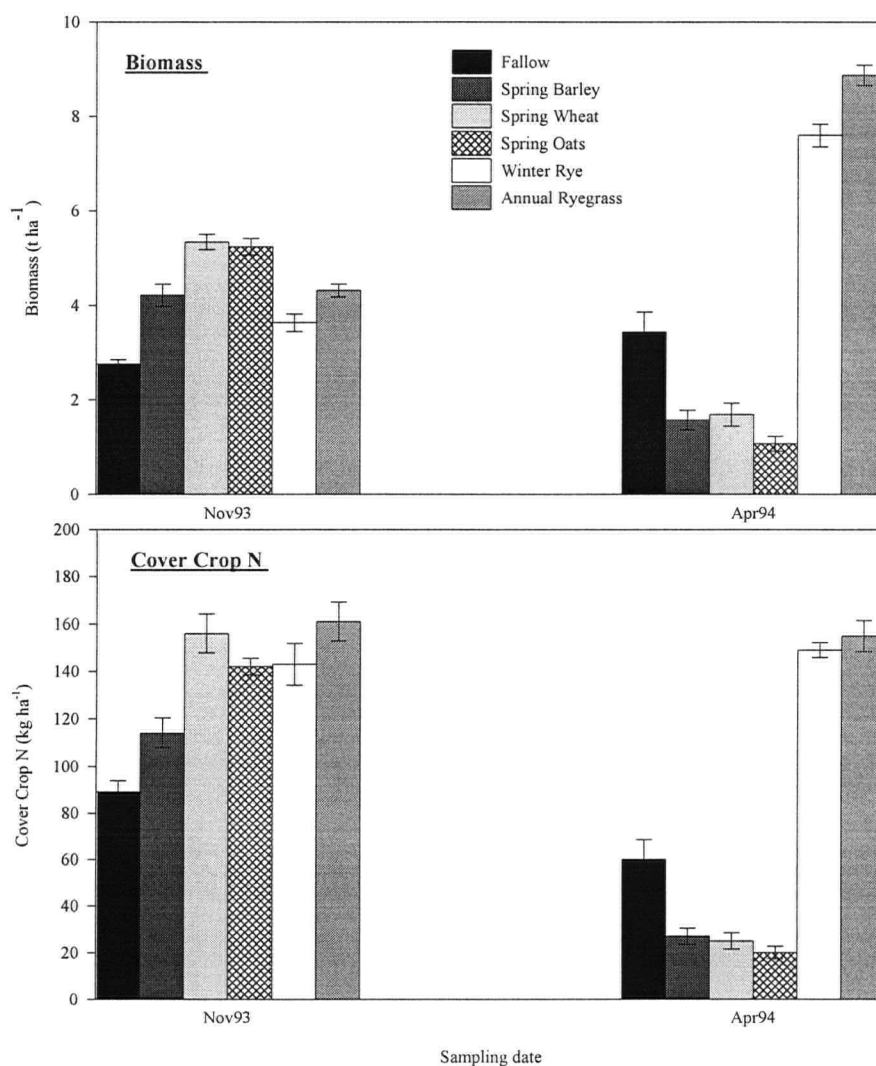 10
Biomass
Fallow
Spring Barley
Spring Wheat
Spring Oats
Winter Rye
Annual Ryegrass
8
6
4
2
0
Biomass (t ha⁻¹)
Nov93
Apr94
200
Cover Crop N
180
160
140
120
100
80
60
40
20
0
Cover Crop N (kg ha⁻¹)
Nov93
Apr94
Sampling date